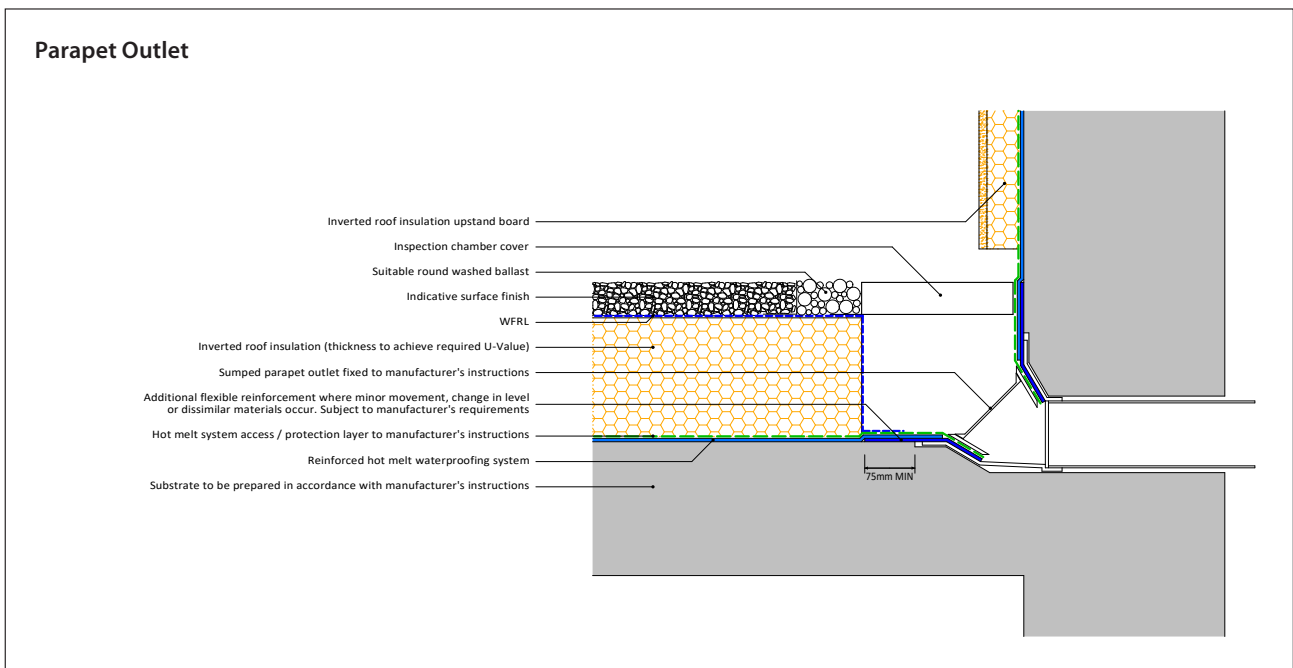 Parapet Outlet
Inverted roof insulation upstand board
Inspection chamber cover
Suitable round washed ballast
Indicative surface finish
WFRL
Inverted roof insulation (thickness to achieve required U-Value)
Sumped parapet outlet fixed to manufacturer's instructions
Additional flexible reinforcement where minor movement, change in level
or dissimilar materials occur. Subject to manufacturer's requirements
Hot melt system access / protection layer to manufacturer's instructions
Reinforced hot melt waterproofing system
75mm MIN
Substrate to be prepared in accordance with manufacturer's instructions